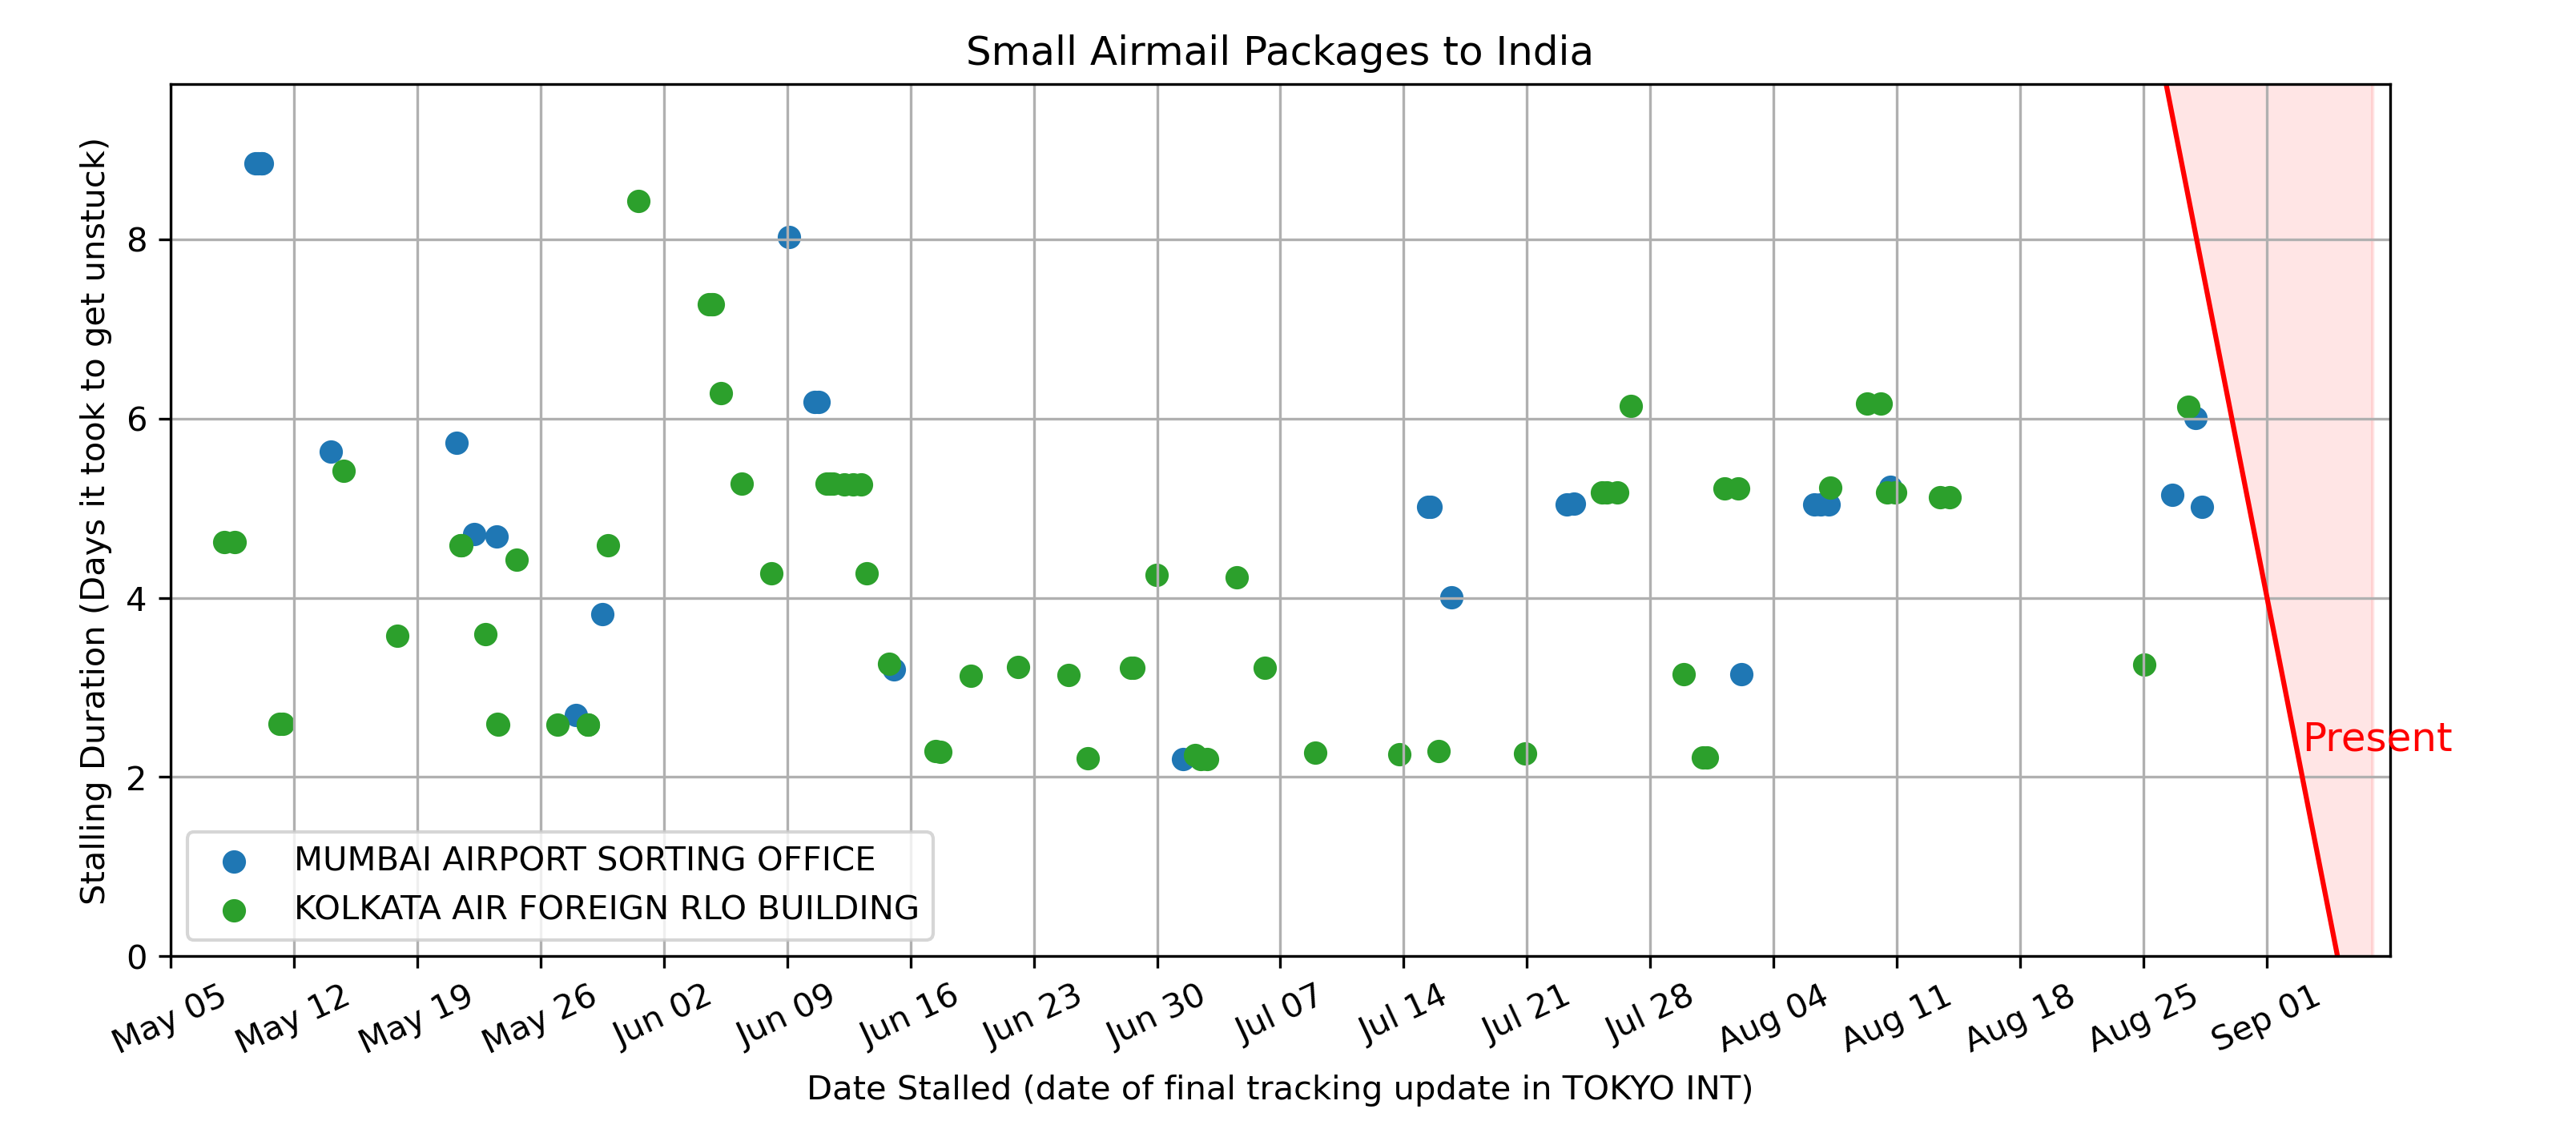 Small Airmail Packages to India
Stalling Duration (Days it took to get unstuck)
8
6
4
2
0
Present
MUMBAI AIRPORT SORTING OFFICE
KOLKATA AIR FOREIGN RLO BUILDING
May 05 May 12 May 19 May 26 Jun 02 Jun 09 Jun 16 Jun 23 Jun 30 Jul 07 Jul 14 Jul 21 Jul 28 Aug 04 Aug 11 Aug 18 Aug 25 Sep 01
Date Stalled (date of final tracking update in TOKYO INT)